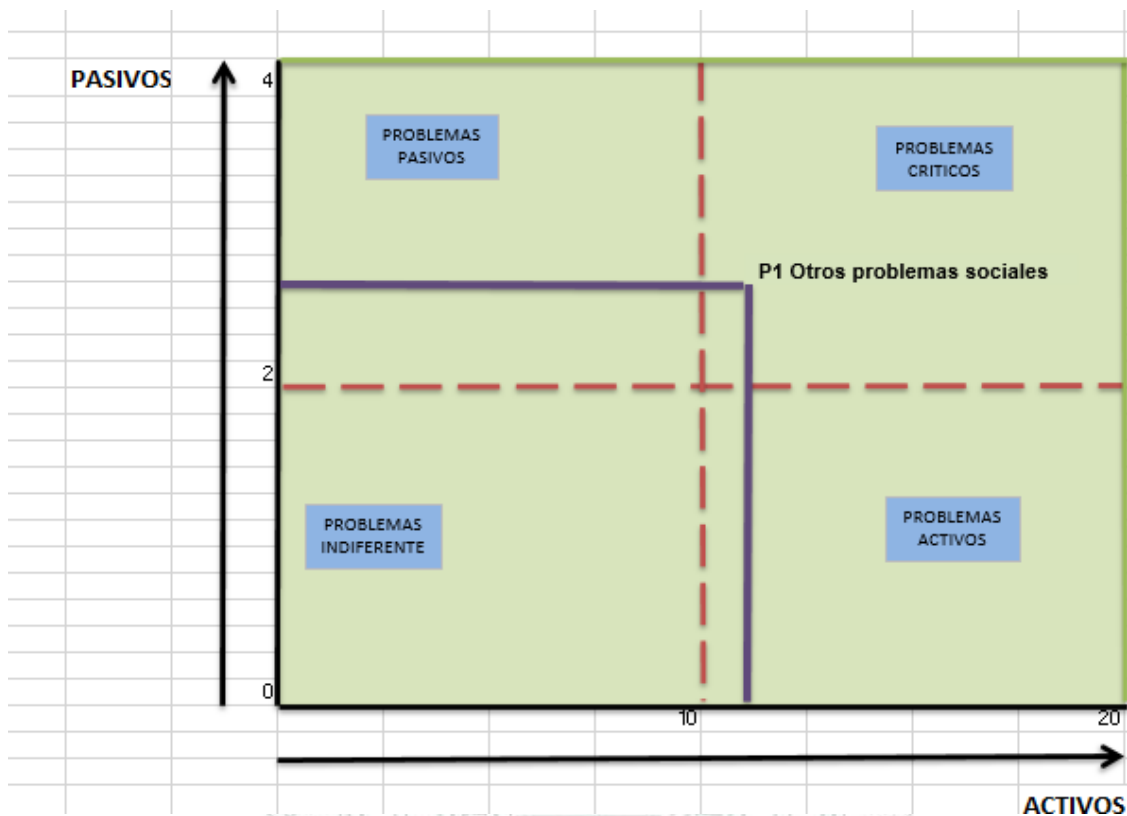 PASIVOS
4
PROBLEMAS
PASIVOS
PROBLEMAS
CRITICOS
P1 Otros problemas sociales
2
PROBLEMAS
INDIFERENTE
PROBLEMAS
ACTIVOS
0
10
20
ACTIVOS